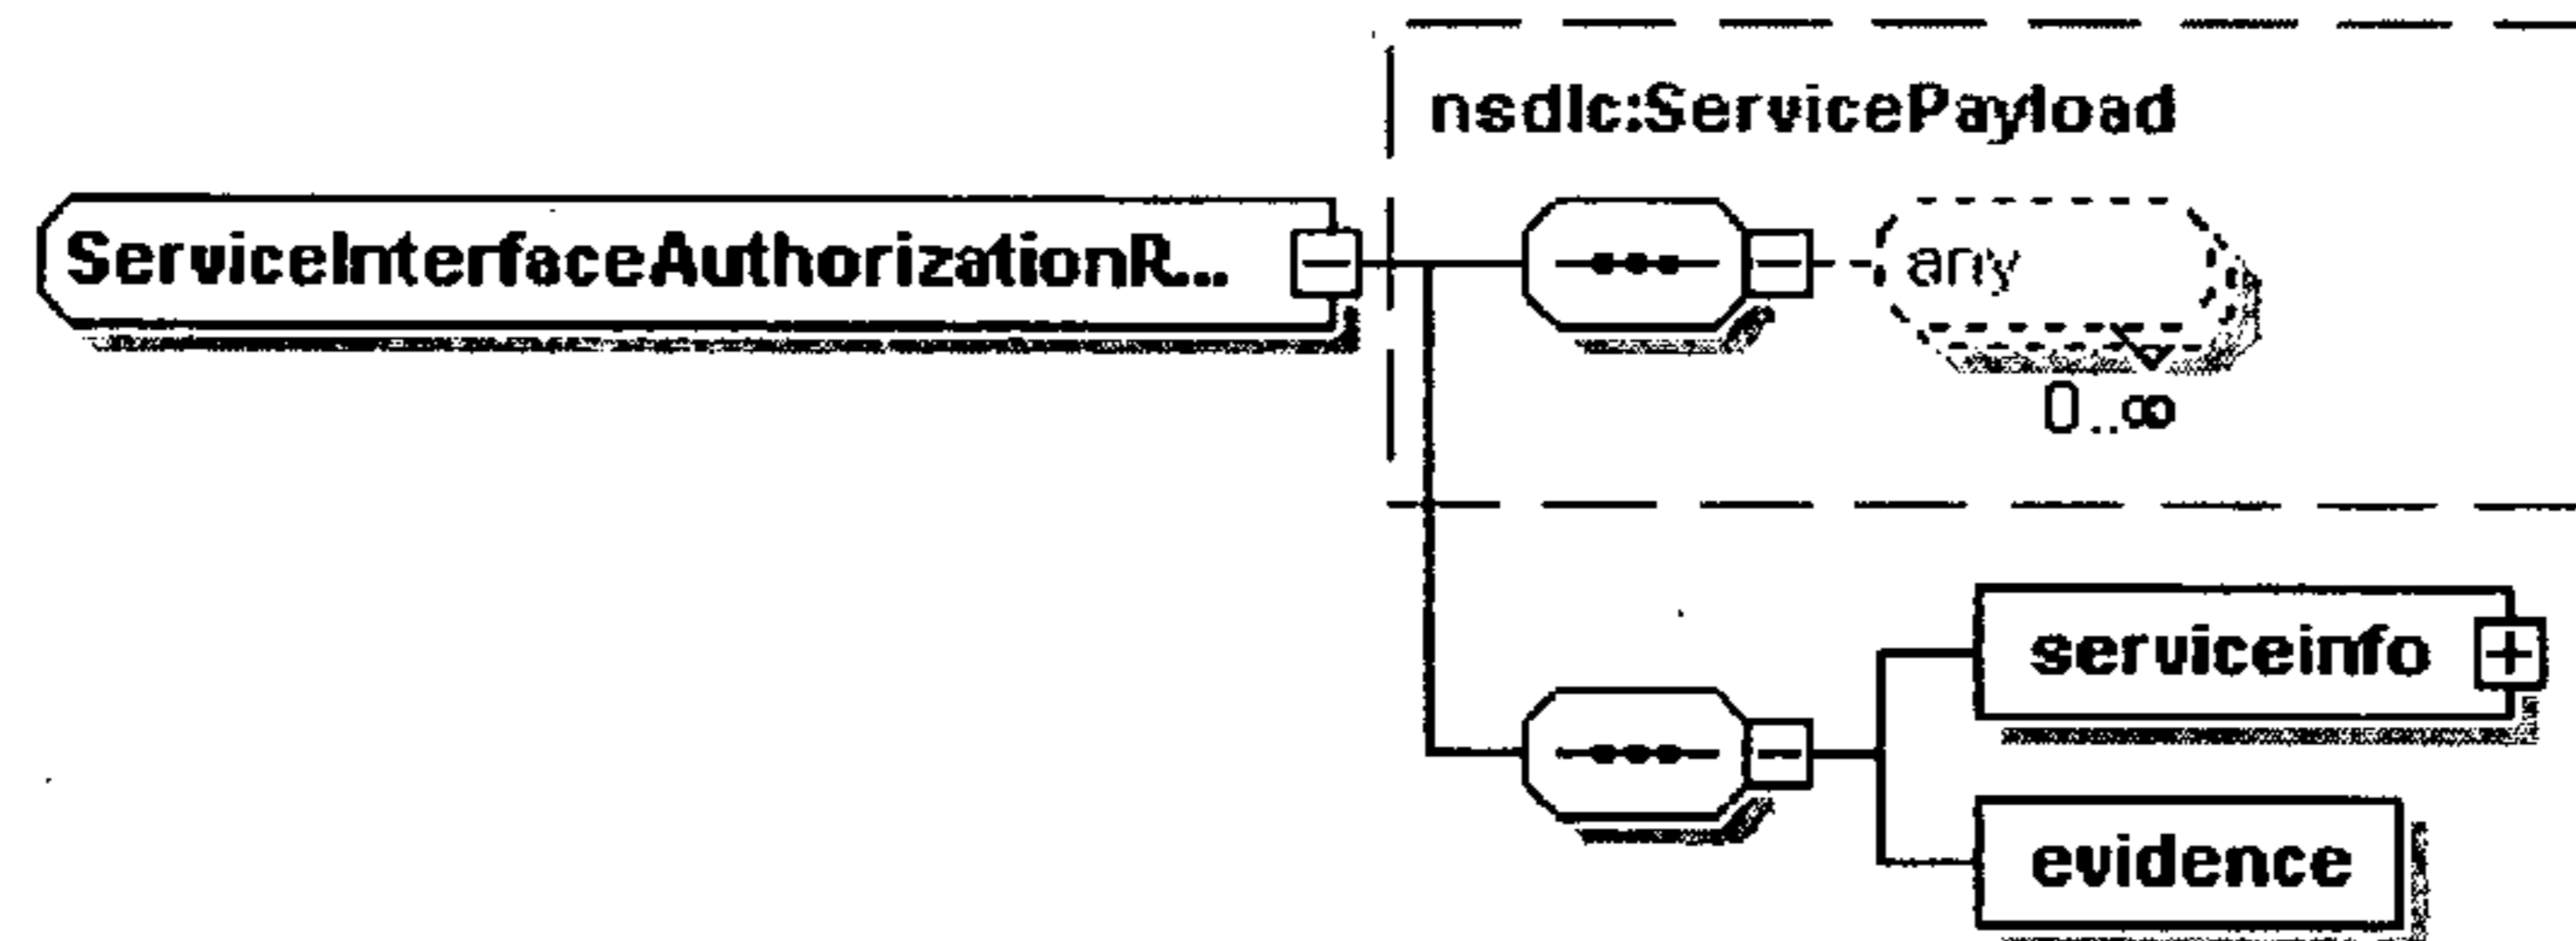 nsdlc:ServicePayload
ServiceInterfaceAuthorizationR...
any
0..∞
serviceinfo
evidence